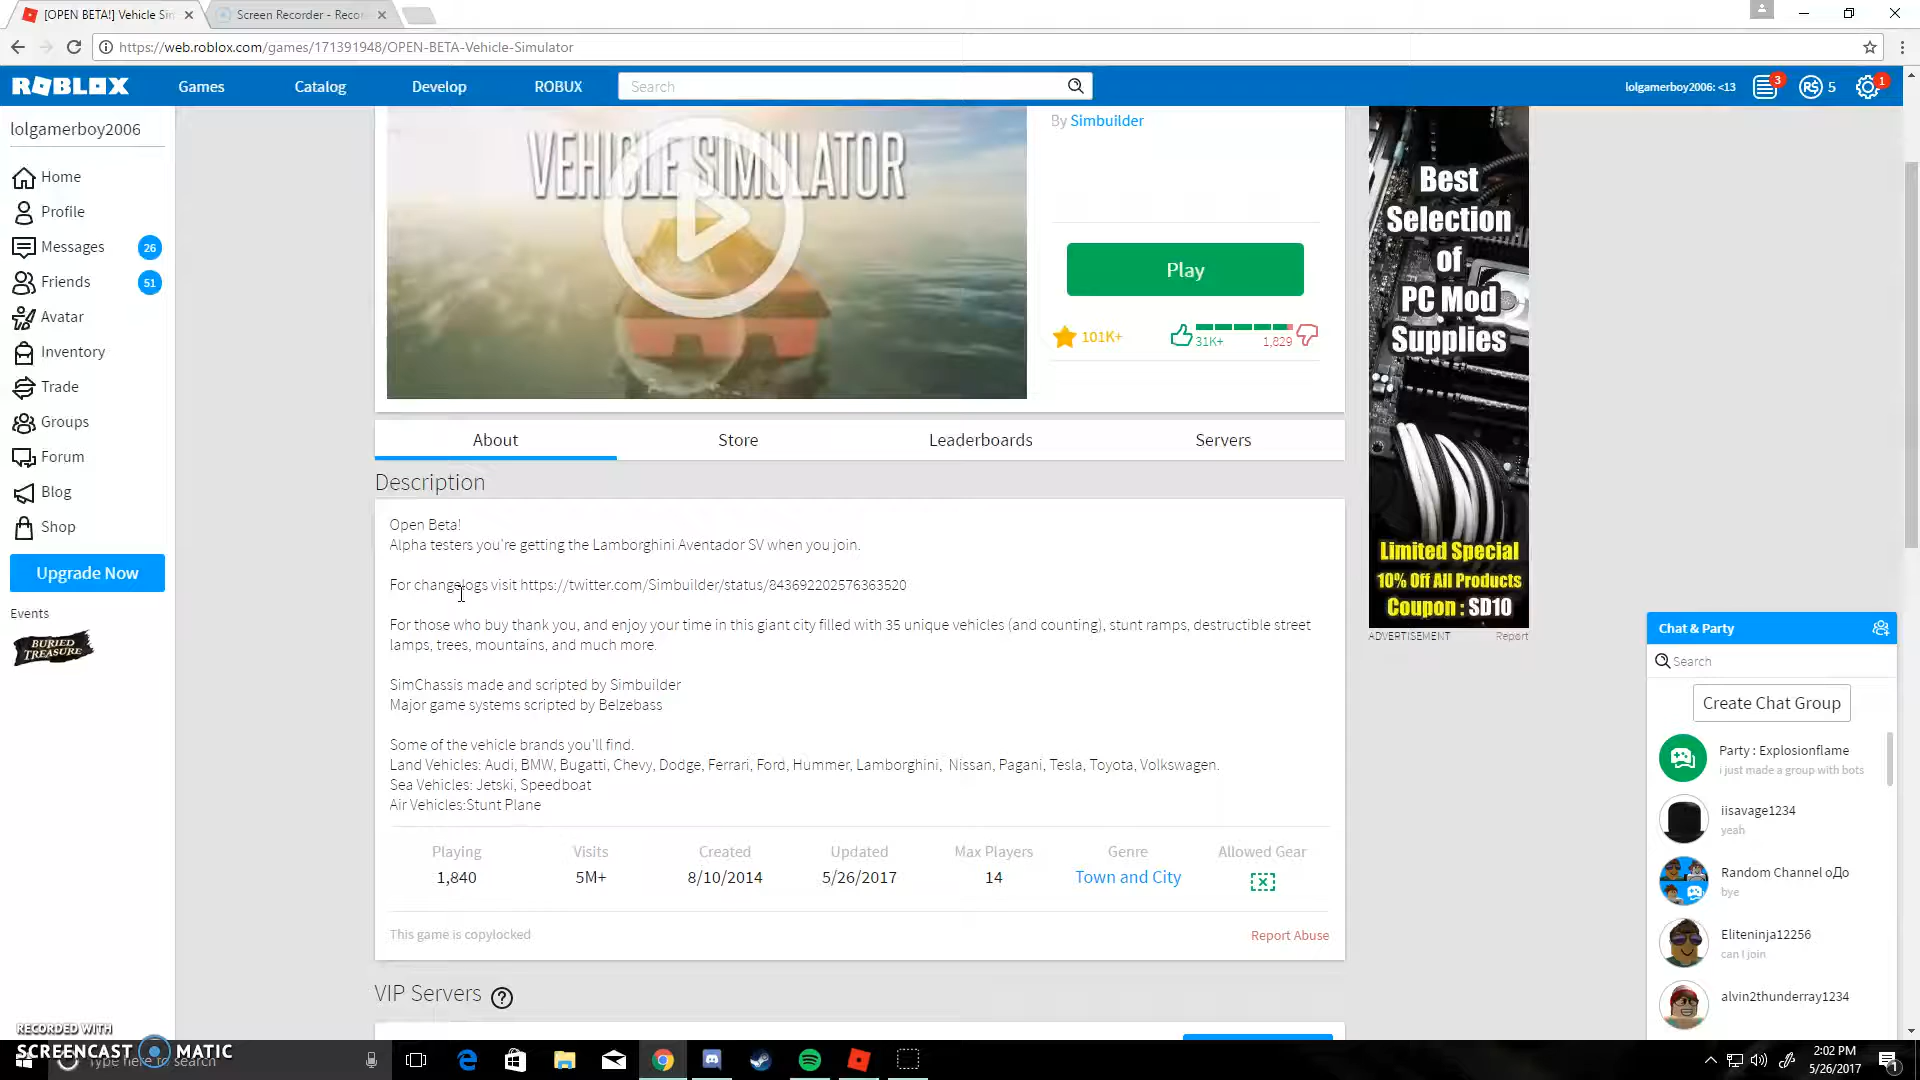 [OPEN BETA!] Vehicle Sim
Screen Recorder - Reco
https://web.roblox.com/games/171391948/OPEN-BETA-Vehicle-Simulator
ROBLOX
Games
Catalog
Develop
ROBUX
Search
lolgamerboy2006: <13
3
R$ 5
1
lolgamerboy2006
Home
Profile
Messages 26
Friends 51
Avatar
Inventory
Trade
Groups
Forum
Blog
Shop
Upgrade Now
Events
BURIED
TREASURE
VEHICLE SIMULATOR
By Simbuilder
Play
101K+
31K+
1,829
About
Store
Leaderboards
Servers
Description
Open Beta!
Alpha testers you're getting the Lamborghini Aventador SV when you join.
For changelogs visit https://twitter.com/Simbuilder/status/843692202576363520
For those who buy thank you, and enjoy your time in this giant city filled with 35 unique vehicles (and counting), stunt ramps, destructible street
lamps, trees, mountains, and much more.
SimChassis made and scripted by Simbuilder
Major game systems scripted by Belzebass
Some of the vehicle brands you'll find.
Land Vehicles: Audi, BMW, Bugatti, Chevy, Dodge, Ferrari, Ford, Hummer, Lamborghini,  Nissan, Pagani, Tesla, Toyota, Volkswagen.
Sea Vehicles: Jetski, Speedboat
Air Vehicles:Stunt Plane
Playing
Visits
Created
Updated
Max Players
Genre
Allowed Gear
1,840
5M+
8/10/2014
5/26/2017
14
Town and City
This game is copylocked
Report Abuse
VIP Servers
Best
Selection
of
PC Mod
Supplies
Limited Special
10% Off All Products
Coupon : SD10
ADVERTISEMENT
Report
Chat & Party
Search
Create Chat Group
Party : Explosionflame
i just made a group with bots
iisavage1234
yeah
Random Channel оДо
bye
Eliteninja12256
can I join
alvin2thunderray1234
RECORDED WITH
SCREENCAST MATIC
Type here to search
2:02 PM
5/26/2017
1